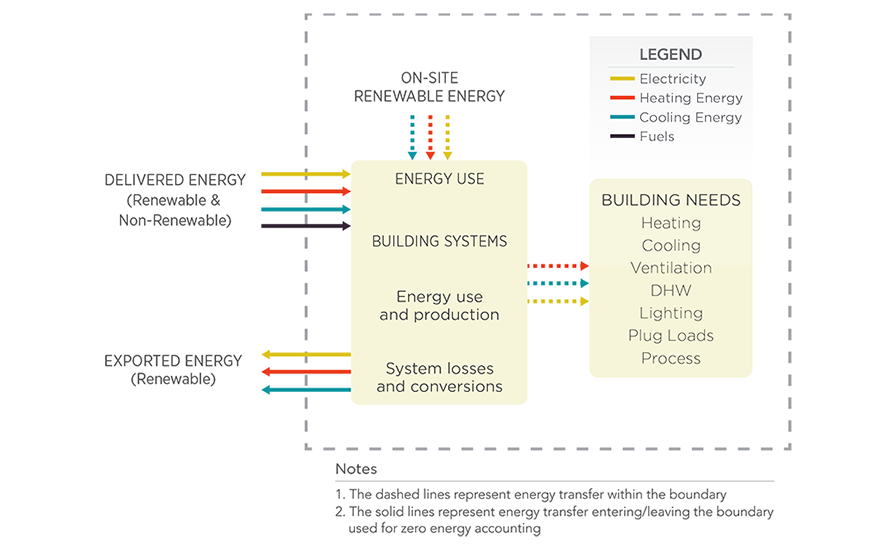 LEGEND
Electricity
Heating Energy
Cooling Energy
Fuels
ON-SITE
RENEWABLE ENERGY
DELIVERED ENERGY
(Renewable &
Non-Renewable)
ENERGY USE
BUILDING SYSTEMS
Energy use
and production
System losses
and conversions
BUILDING NEEDS
Heating
Cooling
Ventilation
DHW
Lighting
Plug Loads
Process
EXPORTED ENERGY
(Renewable)
Notes
1. The dashed lines represent energy transfer within the boundary
2. The solid lines represent energy transfer entering/leaving the boundary
used for zero energy accounting